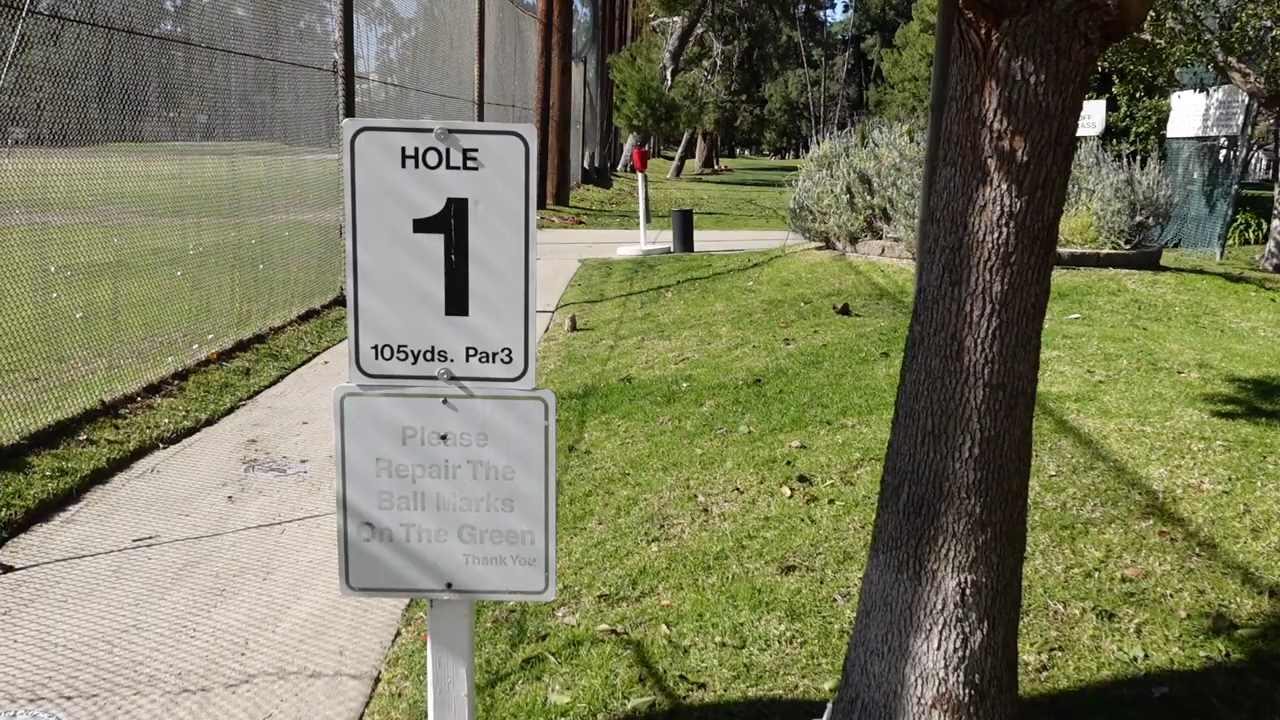 HOLE
1
105yds. Par3
Please
Repair The
Ball Marks
On The Green
Thank You